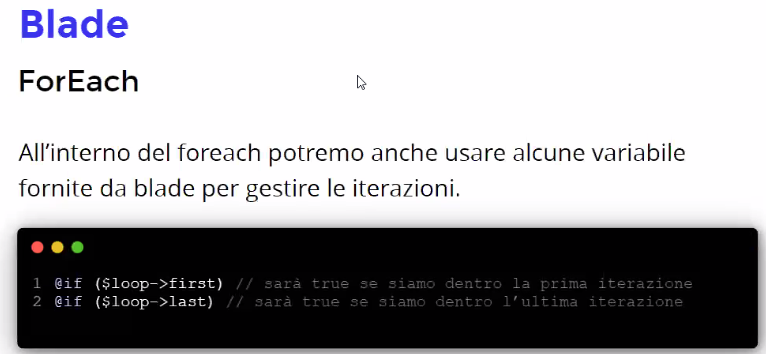 Blade
ForEach
All’interno del foreach potremo anche usare alcune variabile
fornite da blade per gestire le iterazioni.
1 @if ($loop->first) // sarà true se siamo dentro la prima iterazione
2 @if ($loop->last) // sarà true se siamo dentro l’ultima iterazione